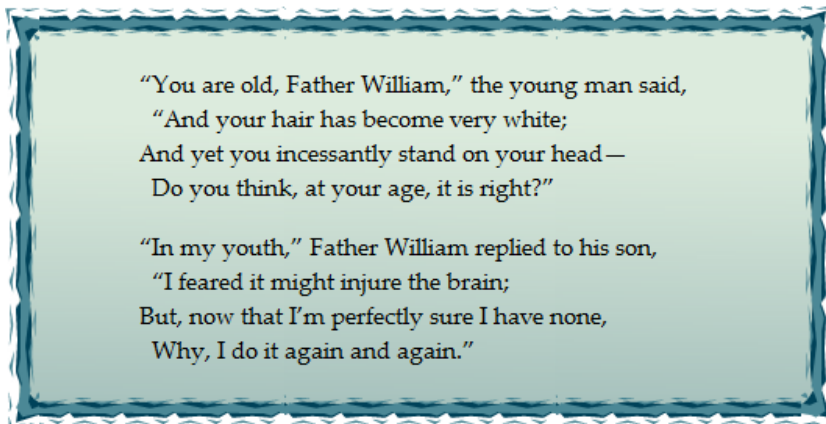 “You are old, Father William,” the young man said,
“And your hair has become very white;
And yet you incessantly stand on your head—
Do you think, at your age, it is right?”
“In my youth,” Father William replied to his son,
“I feared it might injure the brain;
But, now that I’m perfectly sure I have none,
Why, I do it again and again.”